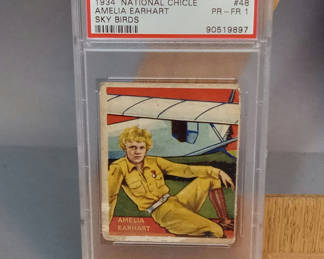 1934 NATIONAL CHICLE #48
AMELIA EARHART PR-FR 1
SKY BIRDS 90519897
AMELIA
EARHART